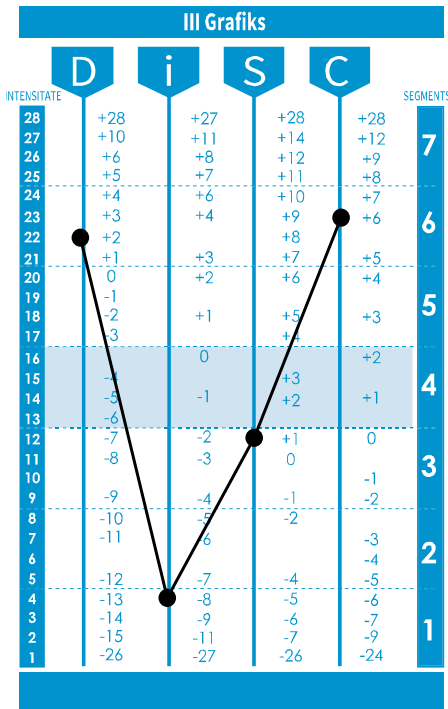 III Grafiks
D i S C
INTENSITATE SEGMENTS
28 +28 +27 +28 +28
27 +10 +11 +14 +12 7
26 +6 +8 +12 +9
25 +5 +7 +11 +8
24 +4 +6 +10 +7
23 +3 +4 +9 +6 6
22 +2 +8
21 +1 +3 +7 +5
20 0 +2 +6 +4
19 -1 5
18 -2 +1 +5 +3
17 -3 +4
16 0 +2
15 -4 +3 4
14 -5 -1 +2 +1
13 -6
12 -7 -2 +1 0
11 -8 -3 0 3
10 -1
9 -9 -4 -1 -2
8 -10 -5 -2
7 -11 -6 -3 2
6 -4
5 -12 -7 -4 -5
4 -13 -8 -5 -6
3 -14 -9 -6 -7 1
2 -15 -11 -7 -9
1 -26 -27 -26 -24